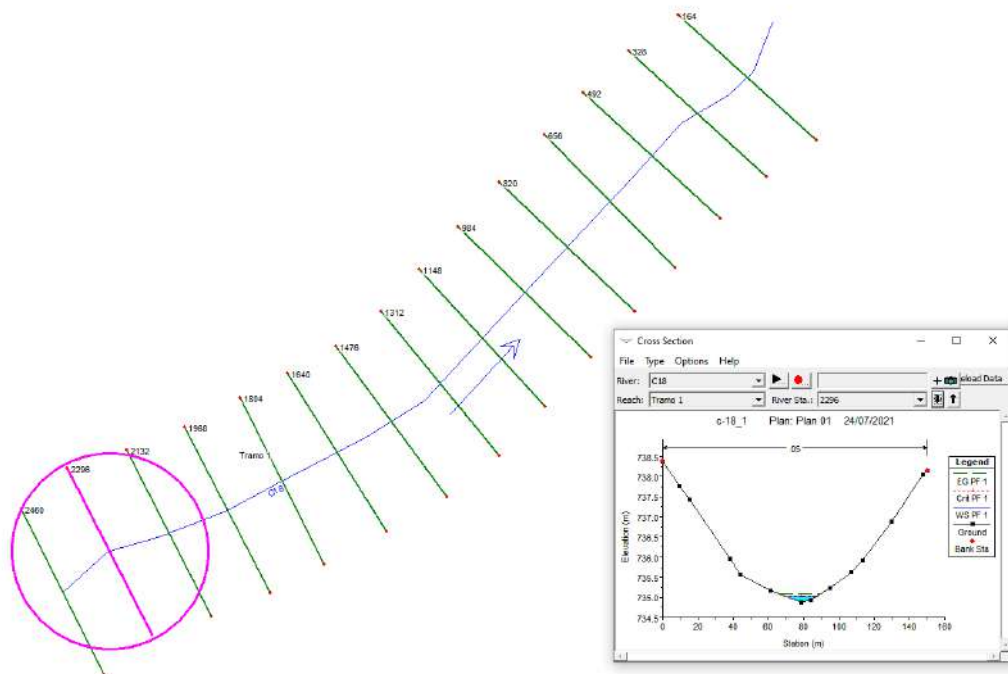 164
328
492
656
820
984
1148
1312
1476
1640
1804
1968
2132
2296
2460
Tramo 1
C18
Cross Section
File Type Options Help
River: C18 Reload Data
Reach: Tramo 1 River Sta.: 2296
c-18_1 Plan: Plan 01 24/07/2021
.05
738.5
738.0
737.5
737.0
736.5
736.0
735.5
735.0
734.5
0 20 40 60 80 100 120 140 160
Elevation (m)
Station (m)
Legend
EG PF 1
Crit PF 1
WS PF 1
Ground
Bank Sta